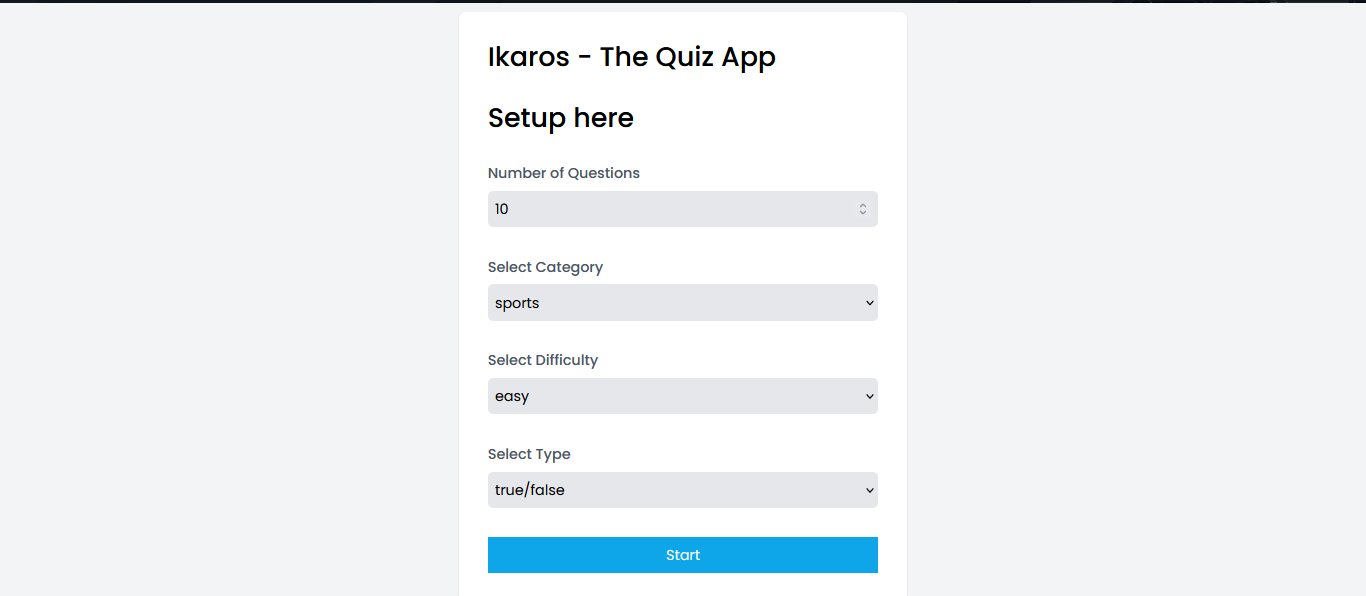 Ikaros - The Quiz App
Setup here
Number of Questions
10
Select Category
sports
Select Difficulty
easy
Select Type
true/false
Start